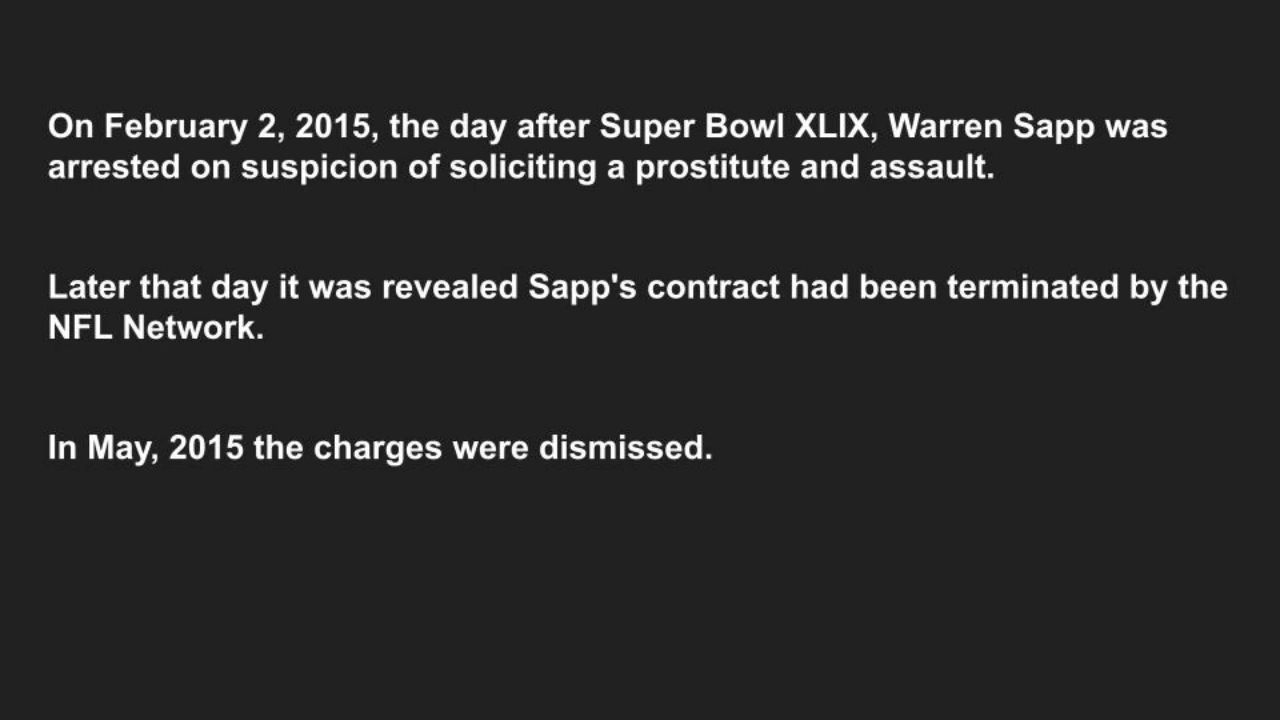 On February 2, 2015, the day after Super Bowl XLIX, Warren Sapp was
arrested on suspicion of soliciting a prostitute and assault.
Later that day it was revealed Sapp's contract had been terminated by the
NFL Network.
In May, 2015 the charges were dismissed.